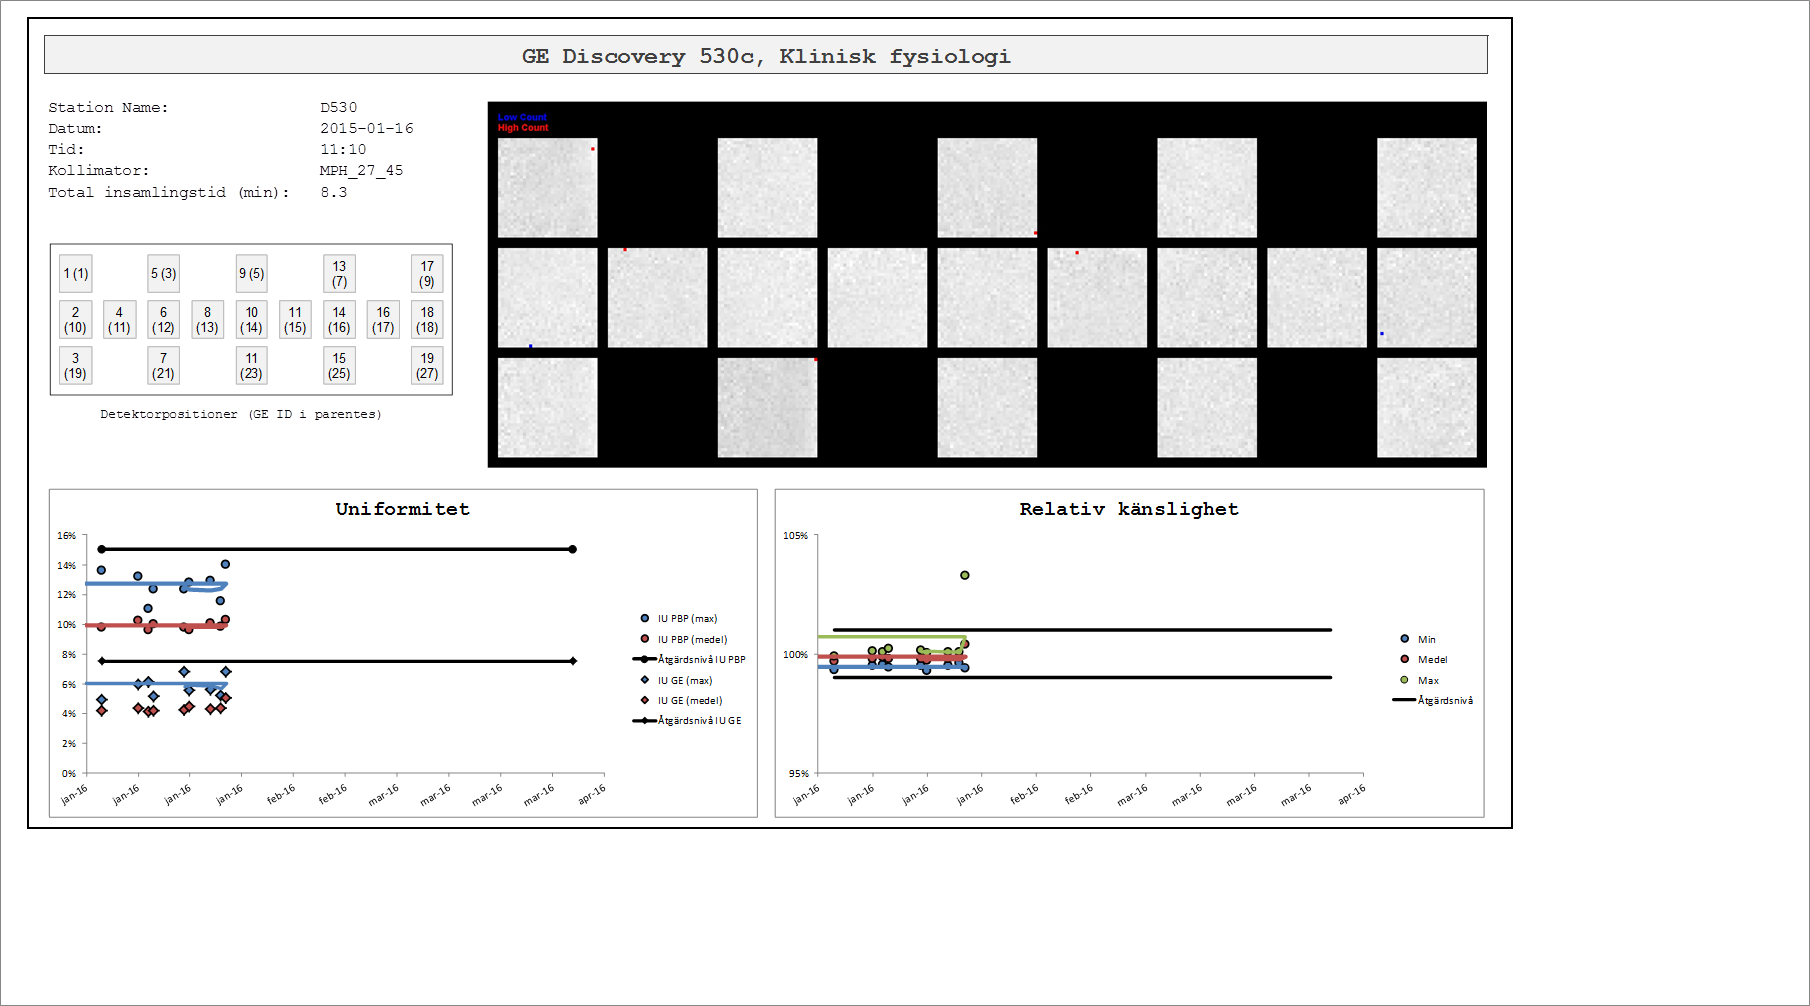 GE Discovery 530c, Klinisk fysiologi
Station Name: D530
Datum: 2015-01-16
Tid: 11:10
Kollimator: MPH_27_45
Total insamlingstid (min): 8.3
Low Count
High Count
1 (1) 5 (3) 9 (5) 13 (7) 17 (9)
2 (10) 4 (11) 6 (12) 8 (13) 10 (14) 11 (15) 14 (16) 16 (17) 18 (18)
3 (19) 7 (21) 11 (23) 15 (25) 19 (27)
Detektorpositioner (GE ID i parentes)
Uniformitet
16%
14%
12%
10%
8%
6%
4%
2%
0%
jan-16 jan-16 jan-16 jan-16 feb-16 feb-16 mar-16 mar-16 mar-16 mar-16 apr-16
IU PBP (max)
IU PBP (medel)
Åtgärdsnivå IU PBP
IU GE (max)
IU GE (medel)
Åtgärdsnivå IU GE
Relativ känslighet
105%
100%
95%
jan-16 jan-16 jan-16 jan-16 feb-16 feb-16 mar-16 mar-16 mar-16 mar-16 apr-16
Min
Medel
Max
Åtgärdsnivå